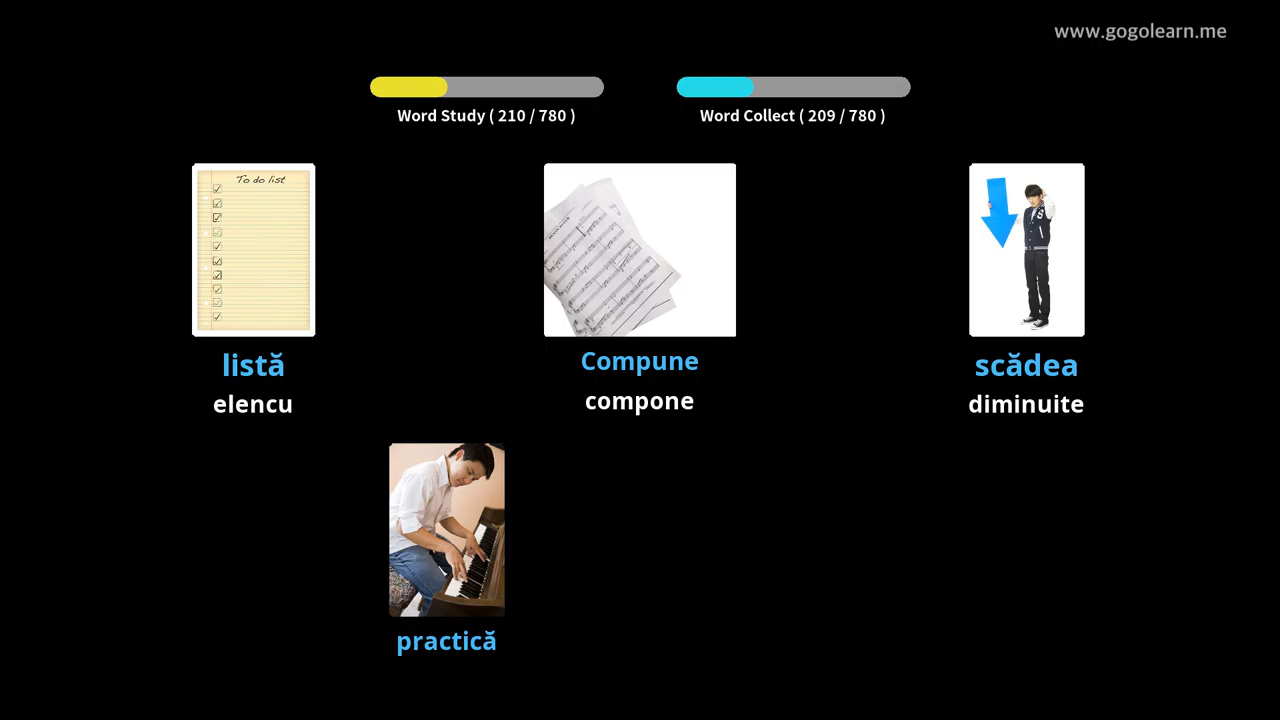 www.gogolearn.me
Word Study ( 210 / 780 )
Word Collect ( 209 / 780 )
To do list
listă
elencu
Compune
compone
scădea
diminuite
S
practică